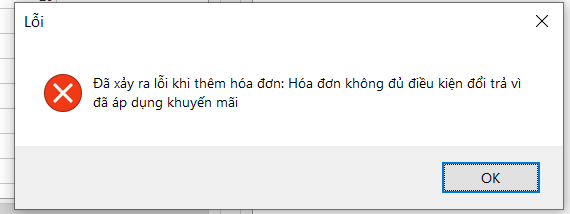 Lỗi
Đã xảy ra lỗi khi thêm hóa đơn: Hóa đơn không đủ điều kiện đổi trả vì
đã áp dụng khuyến mãi
OK